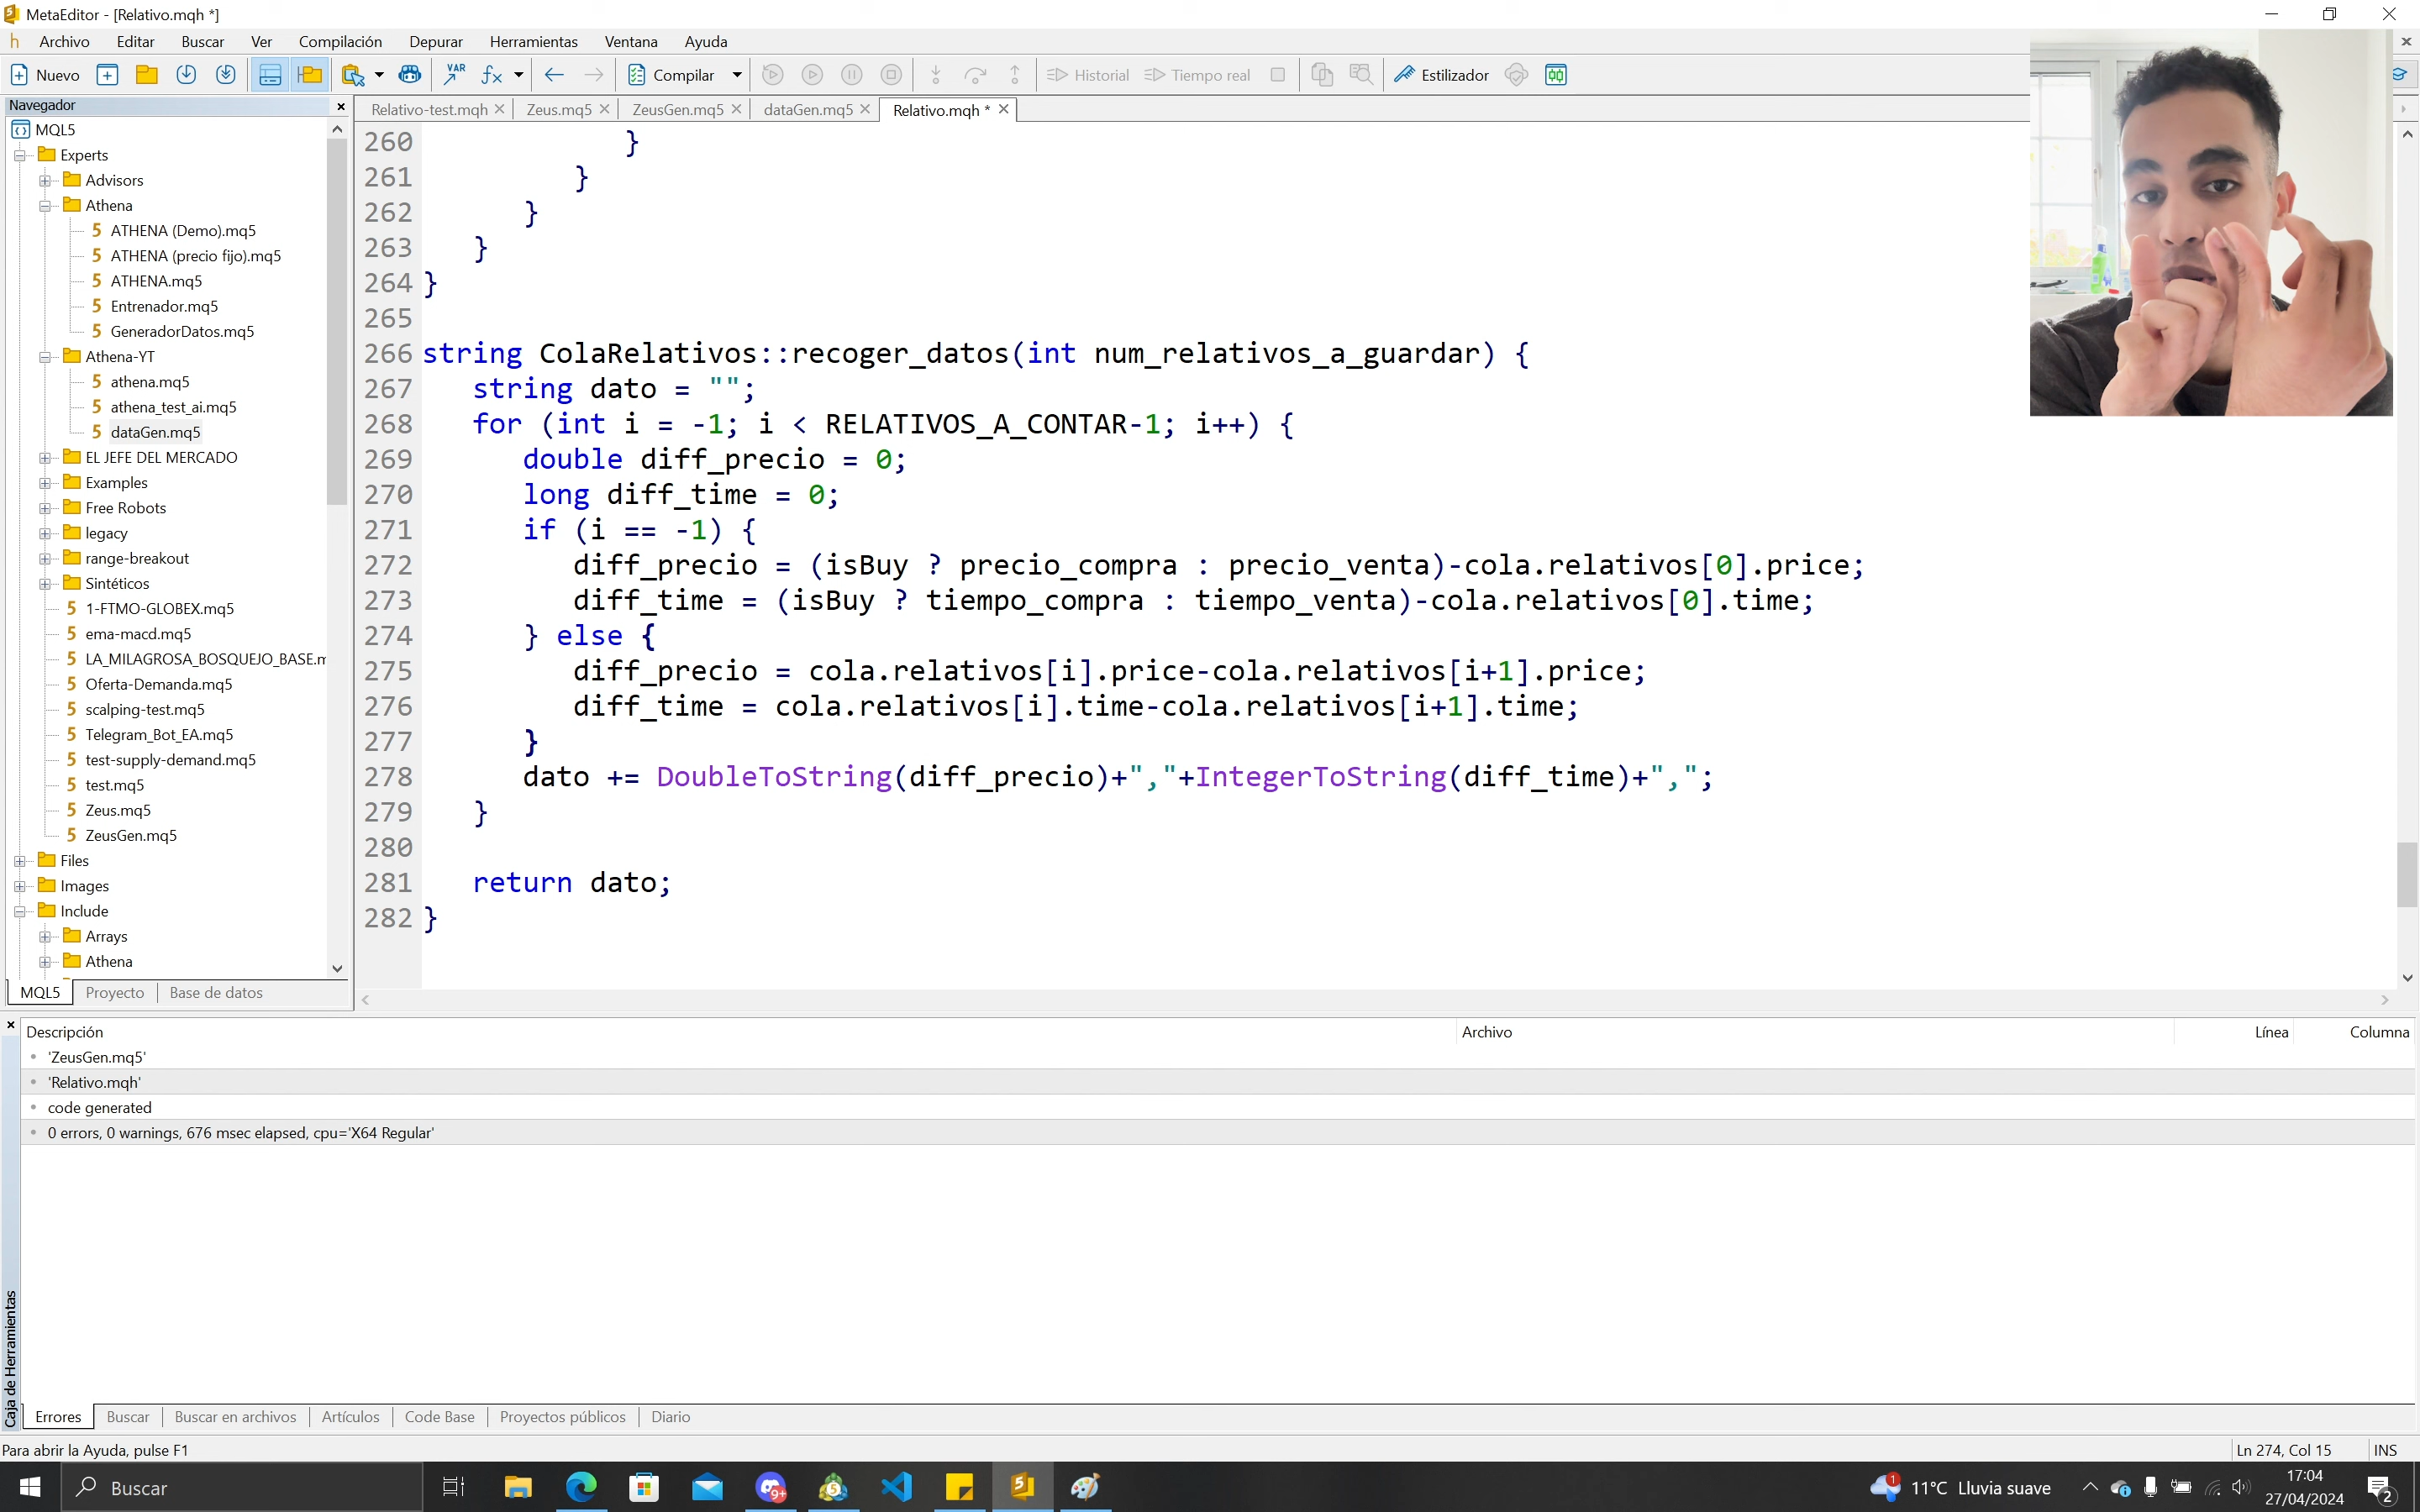 MetaEditor - [Relativo.mqh *]
Archivo Editar Buscar Ver Compilación Depurar Herramientas Ventana Ayuda
Nuevo VAR fx Compilar Historial Tiempo real Estilizador
Navegador
Relativo-test.mqh Zeus.mq5 ZeusGen.mq5 dataGen.mq5 Relativo.mqh *
MQL5
Experts
Advisors
Athena
ATHENA (Demo).mq5
ATHENA (precio fijo).mq5
ATHENA.mq5
Entrenador.mq5
GeneradorDatos.mq5
Athena-YT
athena.mq5
athena_test_ai.mq5
dataGen.mq5
EL JEFE DEL MERCADO
Examples
Free Robots
legacy
range-breakout
Sintéticos
1-FTMO-GLOBEX.mq5
ema-macd.mq5
LA_MILAGROSA_BOSQUEJO_BASE.m
Oferta-Demanda.mq5
scalping-test.mq5
Telegram_Bot_EA.mq5
test-supply-demand.mq5
test.mq5
Zeus.mq5
ZeusGen.mq5
Files
Images
Include
Arrays
Athena
MQL5 Proyecto Base de datos
260 }
261 }
262 }
263 }
264 }
265
266 string ColaRelativos::recoger_datos(int num_relativos_a_guardar) {
267 string dato = "";
268 for (int i = -1; i < RELATIVOS_A_CONTAR-1; i++) {
269 double diff_precio = 0;
270 long diff_time = 0;
271 if (i == -1) {
272 diff_precio = (isBuy ? precio_compra : precio_venta)-cola.relativos[0].price;
273 diff_time = (isBuy ? tiempo_compra : tiempo_venta)-cola.relativos[0].time;
274 } else {
275 diff_precio = cola.relativos[i].price-cola.relativos[i+1].price;
276 diff_time = cola.relativos[i].time-cola.relativos[i+1].time;
277 }
278 dato += DoubleToString(diff_precio)+","+IntegerToString(diff_time)+",";
279 }
280
281 return dato;
282 }
Descripción Archivo Línea Columna
'ZeusGen.mq5'
'Relativo.mqh'
code generated
0 errors, 0 warnings, 676 msec elapsed, cpu='X64 Regular'
Caja de Herramientas
Errores Buscar Buscar en archivos Artículos Code Base Proyectos públicos Diario
Para abrir la Ayuda, pulse F1 Ln 274, Col 15 INS
Buscar 9+ 1 11°C Lluvia suave 17:04
27/04/2024 2